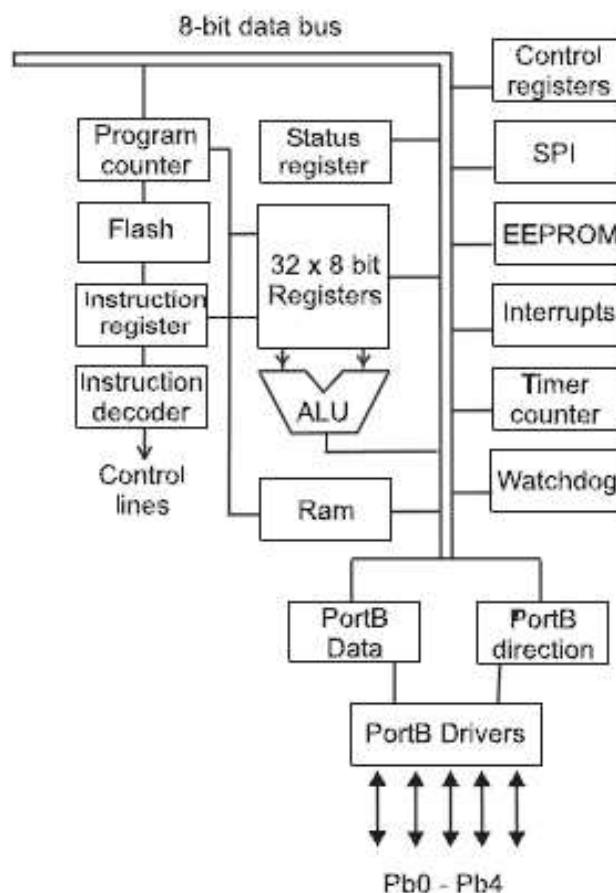 8-bit data bus
Control
registers
Program
counter
Status
register
SPI
Flash
32 x 8 bit
Registers
EEPROM
Instruction
register
Interrupts
Instruction
decoder
ALU
Timer
counter
Control
lines
Ram
Watchdog
PortB
Data
PortB
direction
PortB Drivers
Pb0 - Pb4